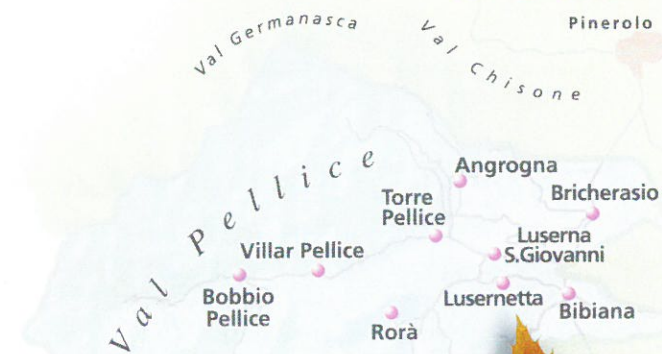 Val Germanasca
Val Chisone
Pinerolo
Val Pellice
Angrogna
Bricherasio
Torre
Pellice
Luserna
S.Giovanni
Villar Pellice
Bobbio
Pellice
Lusernetta
Bibiana
Rorà